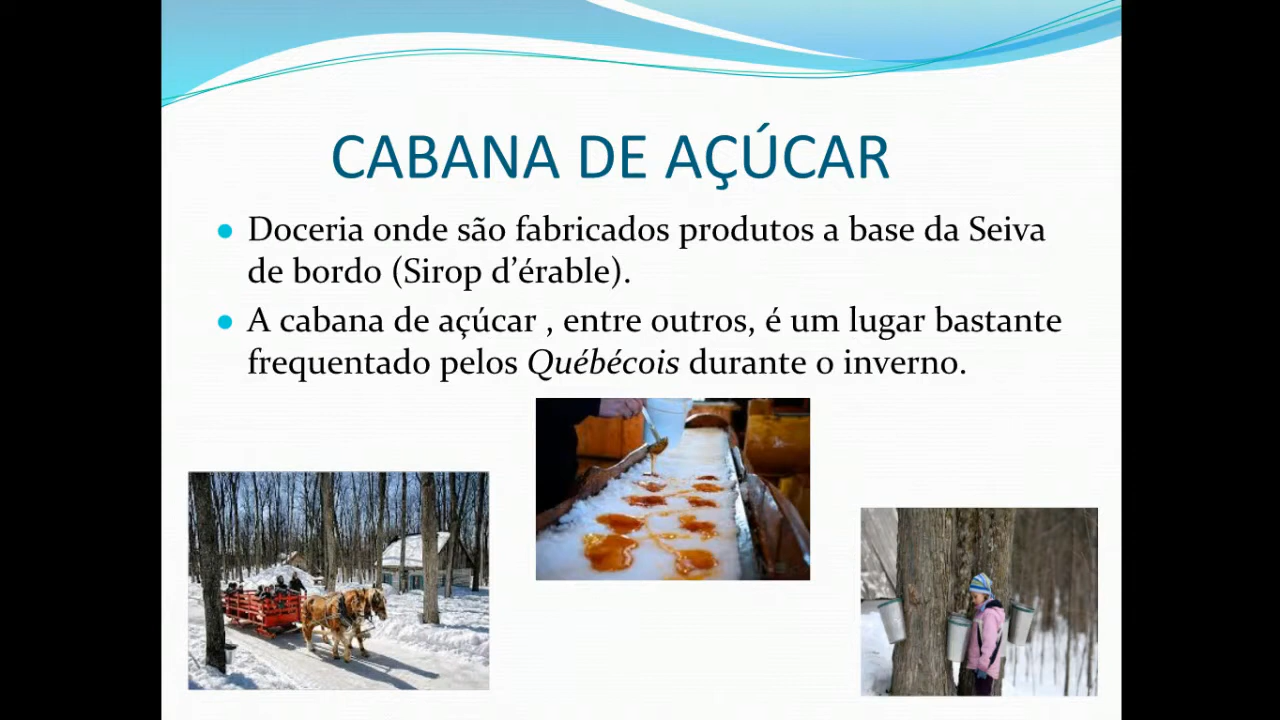 CABANA DE AÇÚCAR
Doceria onde são fabricados produtos a base da Seiva
de bordo (Sirop d’érable).
A cabana de açúcar , entre outros, é um lugar bastante
frequentado pelos Québécois durante o inverno.